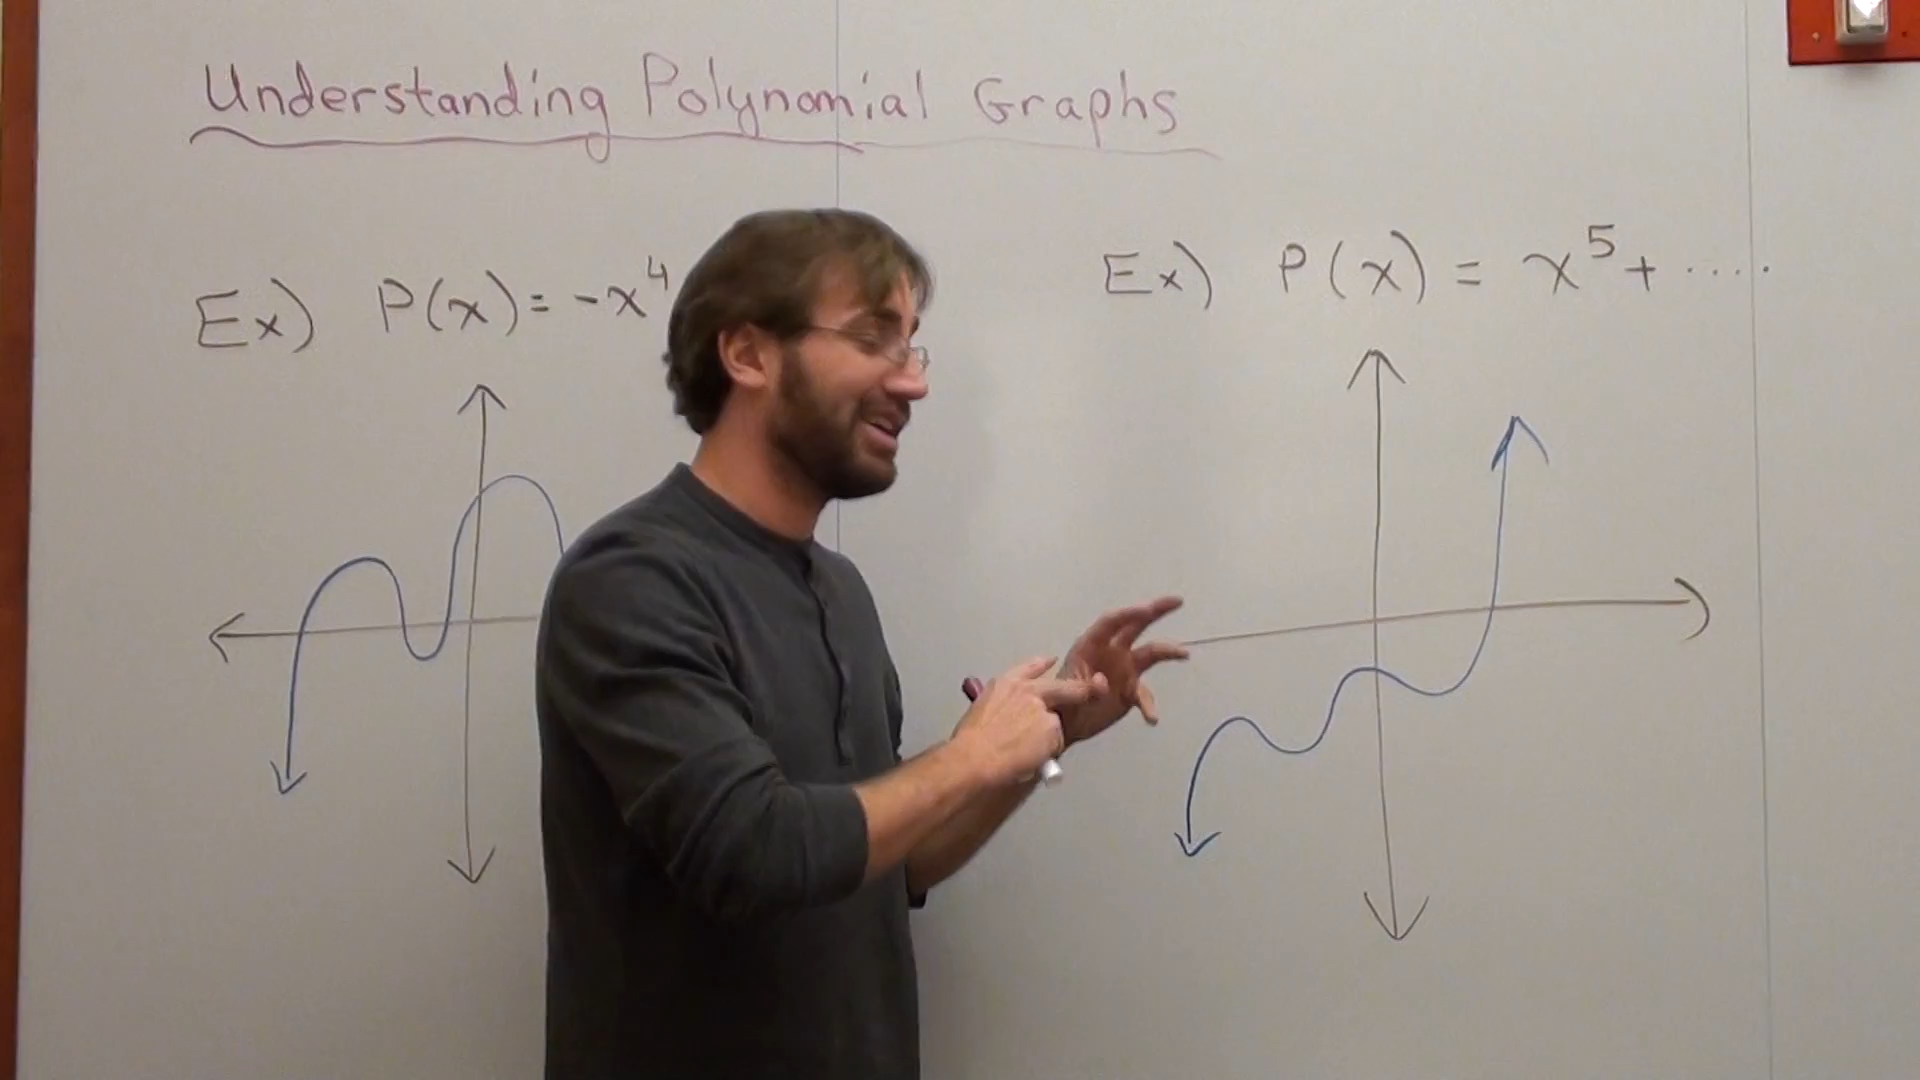 Understanding Polynomial Graphs
Ex) P(x) = -x⁴
Ex) P(x) = x⁵ + .....